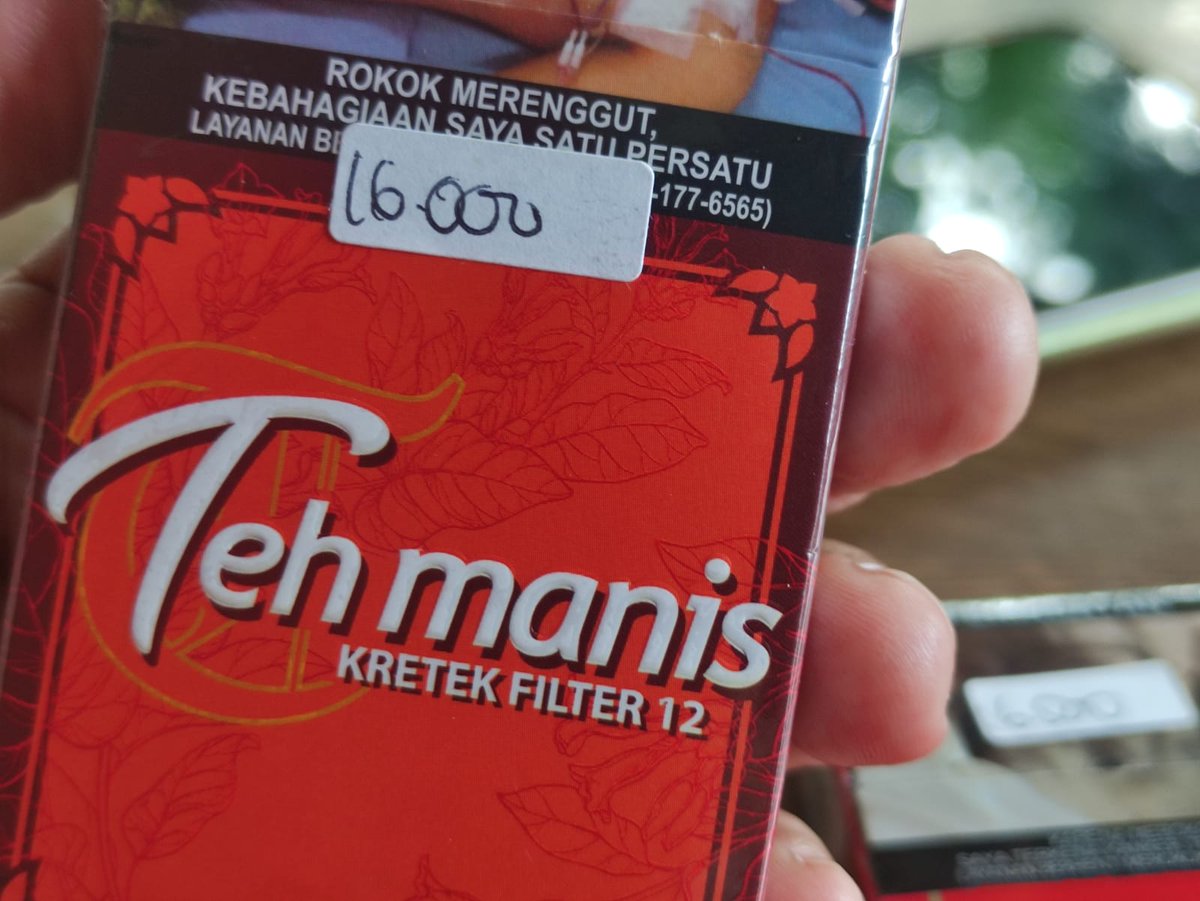 ROKOK MERENGGUT,
KEBAHAGIAAN SAYA SATU PERSATU
LAYANAN
-177-6565)
16.000
Teh manis
KRETEK FILTER 12